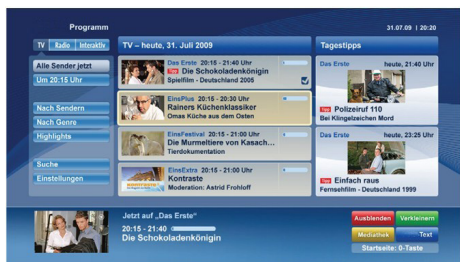 Programm
31.07.09 | 20:20
TV Radio Interaktiv
Alle Sender jetzt
Um 20:15 Uhr
Nach Sendern
Nach Genre
Highlights
Suche
Einstellungen
TV – heute, 31. Juli 2009
Das Erste 20:15 - 21:40 Uhr
Tipp Die Schokoladenkönigin
Spielfilm - Deutschland 2005
EinsPlus 20:15 - 20:30 Uhr
Rainers Küchenklassiker
Omas Küche aus dem Osten
EinsFestival 20:15 - 21:00 Uhr
Die Murmeltiere von Kasach...
Tierdokumentation
KONTRASTE
EinsExtra 20:15 - 21:00 Uhr
Kontraste
Moderation: Astrid Frohloff
Tagestipps
Das Erste heute, 21:40 Uhr
Tipp Polizeiruf 110
Bei Klingelzeichen Mord
Das Erste heute, 23:25 Uhr
Tipp Einfach raus
Fernsehfilm - Deutschland 1999
Jetzt auf „Das Erste“
20:15 - 21:40
Die Schokoladenkönigin
Ausblenden Verkleinern
Mediathek Text
Startseite: 0-Taste